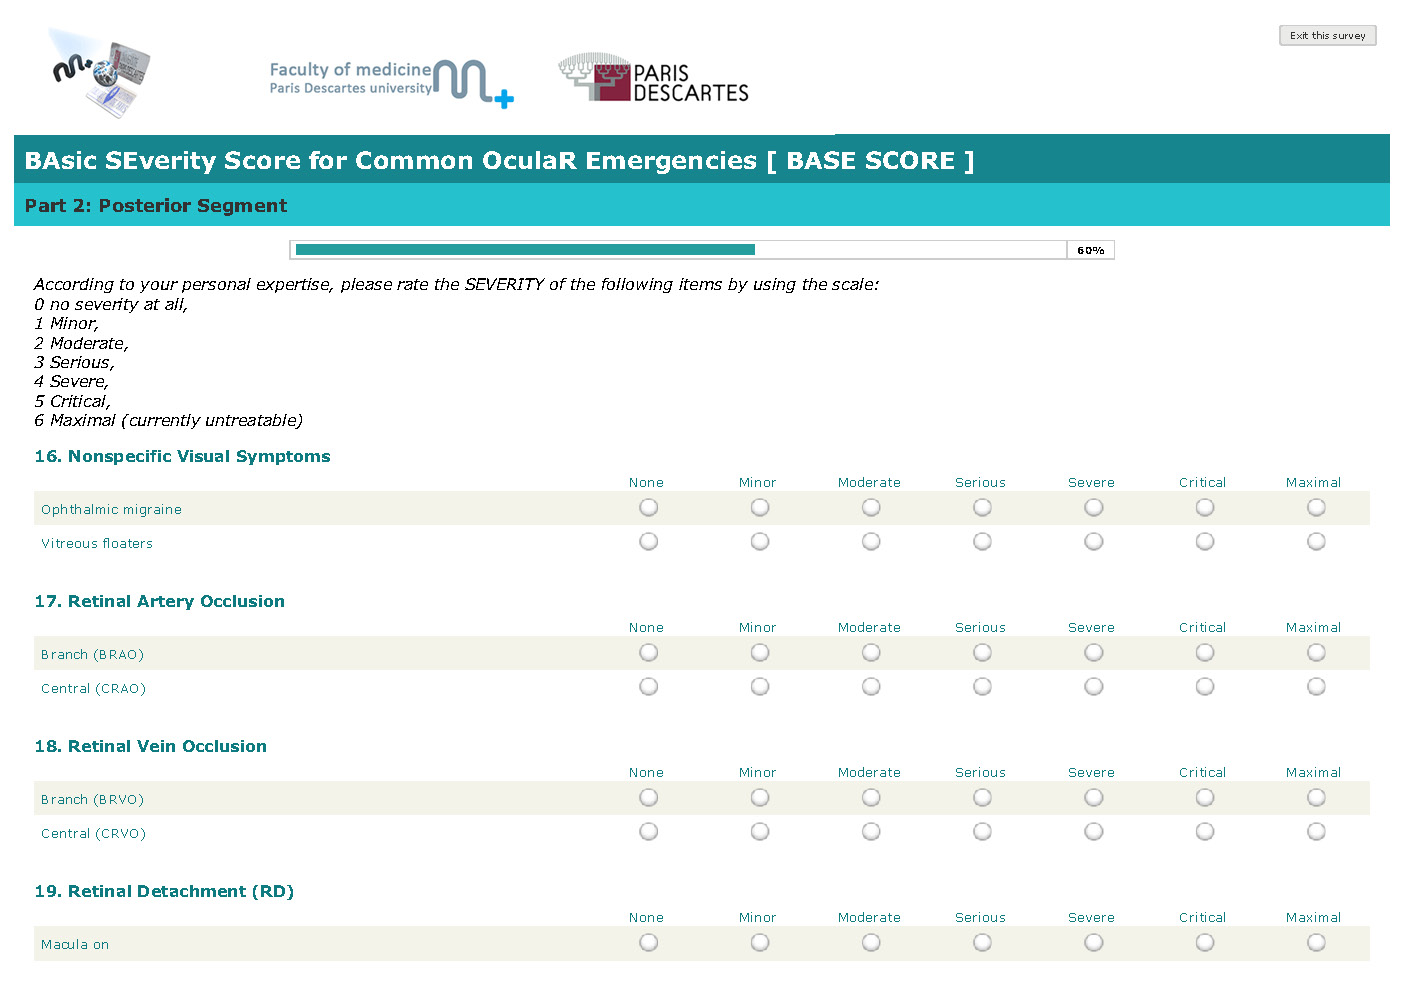 Exit this survey
Faculty of medicine
Paris Descartes university
PARIS
DESCARTES
BAsic SEverity Score for Common OculaR Emergencies [ BASE SCORE ]
Part 2: Posterior Segment
60%
According to your personal expertise, please rate the SEVERITY of the following items by using the scale:
0 no severity at all,
1 Minor,
2 Moderate,
3 Serious,
4 Severe,
5 Critical,
6 Maximal (currently untreatable)
16. Nonspecific Visual Symptoms
None Minor Moderate Serious Severe Critical Maximal
Ophthalmic migraine
Vitreous floaters
17. Retinal Artery Occlusion
None Minor Moderate Serious Severe Critical Maximal
Branch (BRAO)
Central (CRAO)
18. Retinal Vein Occlusion
None Minor Moderate Serious Severe Critical Maximal
Branch (BRVO)
Central (CRVO)
19. Retinal Detachment (RD)
None Minor Moderate Serious Severe Critical Maximal
Macula on